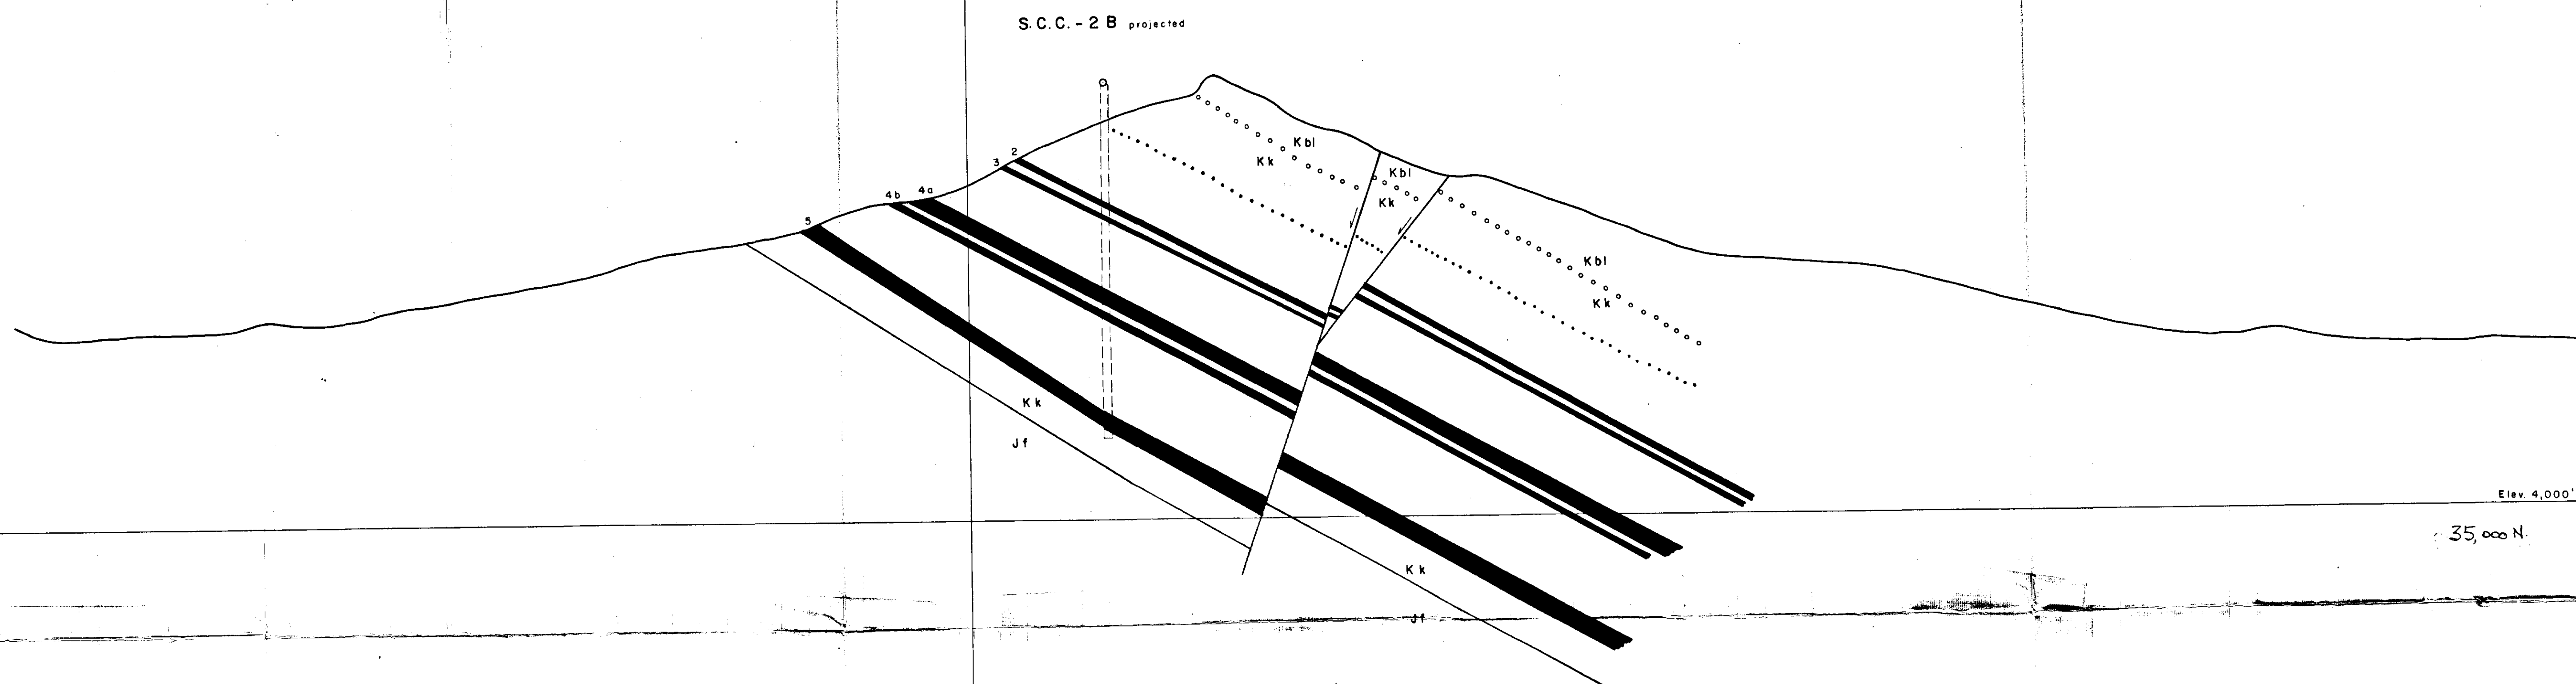 S.C.C. - 2 B projected
Kbl
Kk
Kbl
Kk
2
3
4a
4b
5
Kbl
Kk
Kk
Jf
Elev. 4,000'
35,000 N.
Kk
Jf